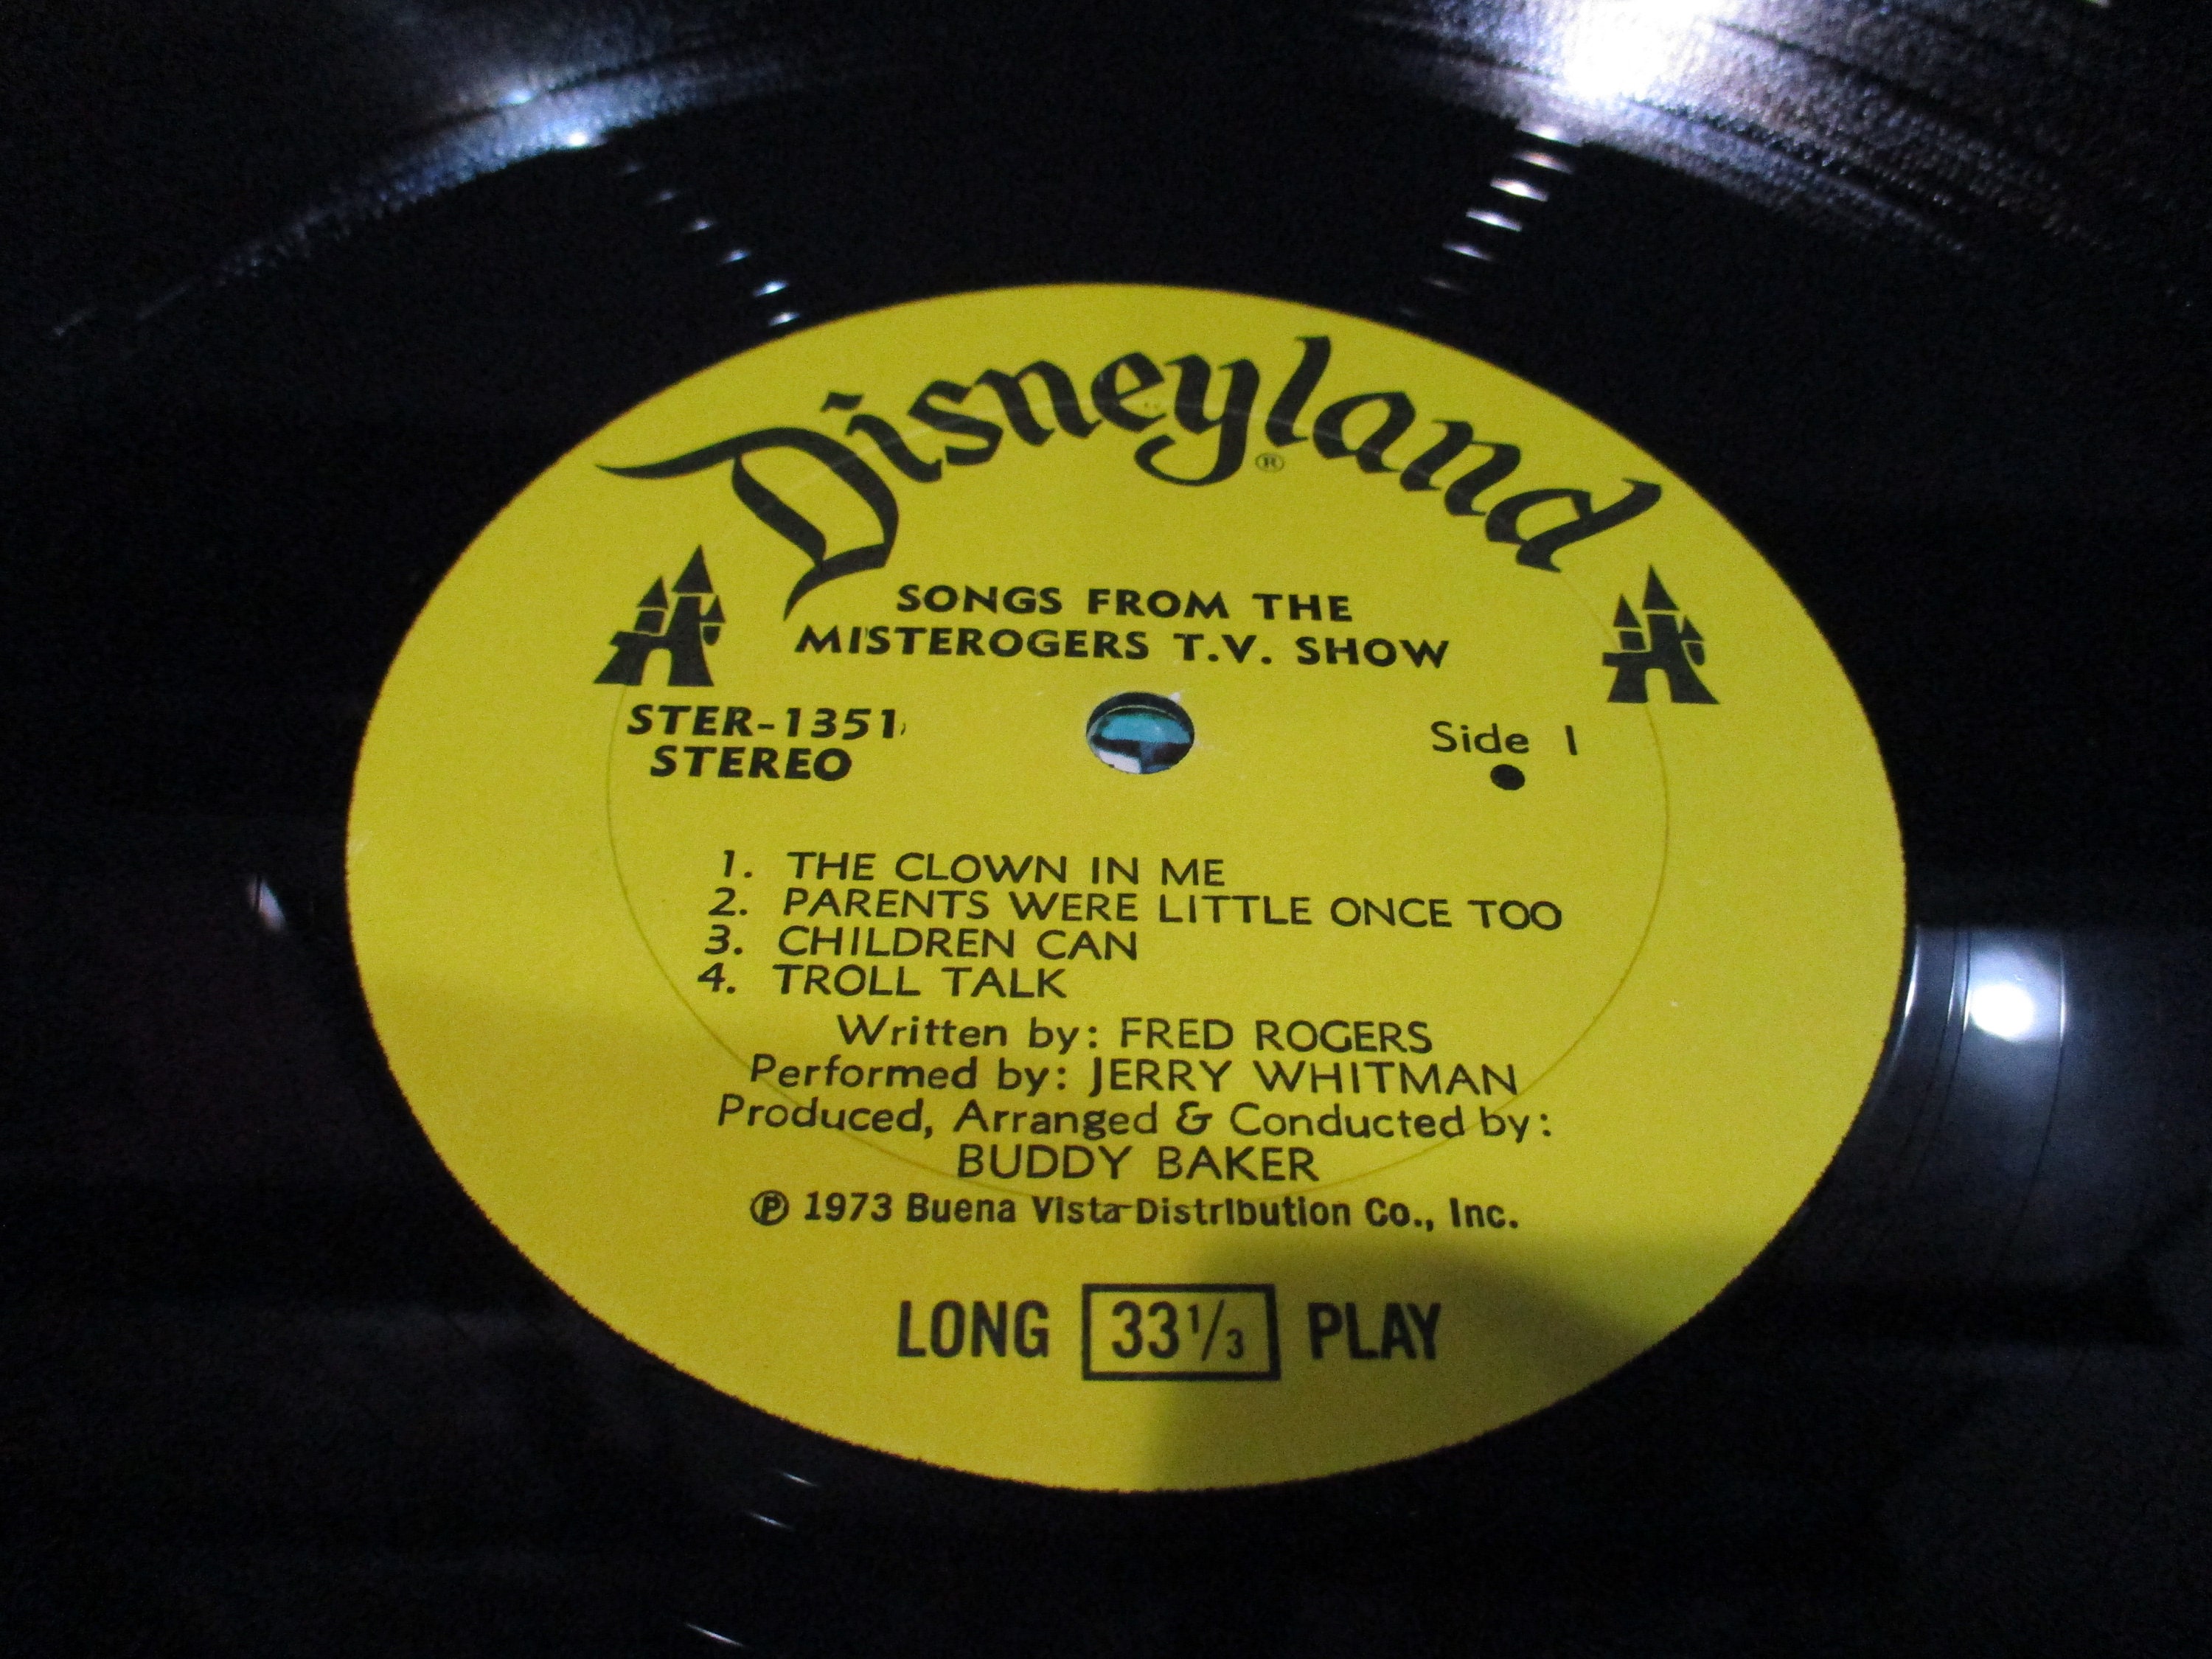 Disneyland
®
SONGS FROM THE
MISTEROGERS T.V. SHOW
STER-1351
STEREO
Side 1
1. THE CLOWN IN ME
2. PARENTS WERE LITTLE ONCE TOO
3. CHILDREN CAN
4. TROLL TALK
Written by: FRED ROGERS
Performed by: JERRY WHITMAN
Produced, Arranged & Conducted by:
BUDDY BAKER
℗ 1973 Buena Vista Distribution Co., Inc.
LONG 33 1/3 PLAY